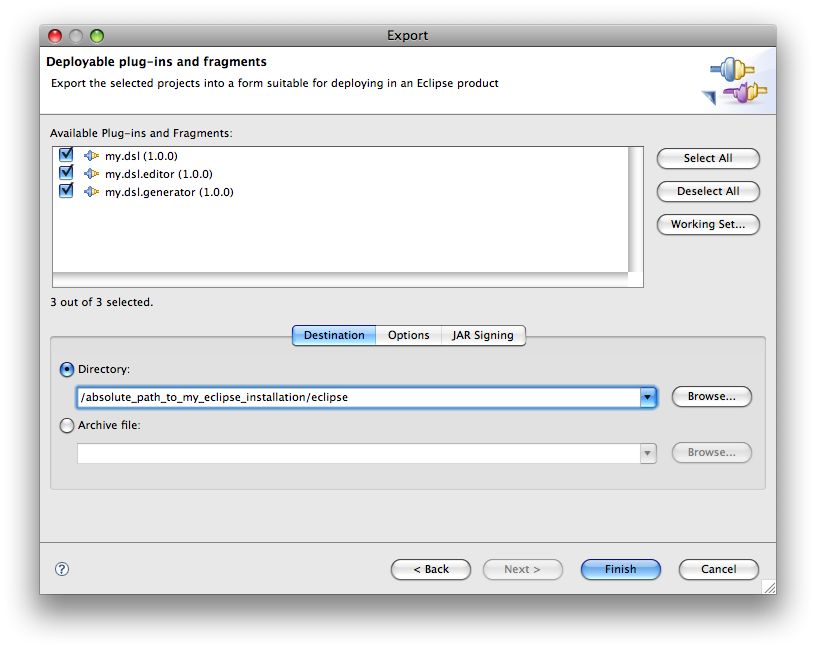 Export
Deployable plug-ins and fragments
Export the selected projects into a form suitable for deploying in an Eclipse product
Available Plug-ins and Fragments:
my.dsl (1.0.0)
my.dsl.editor (1.0.0)
my.dsl.generator (1.0.0)
Select All
Deselect All
Working Set...
3 out of 3 selected.
Destination Options JAR Signing
Directory:
/absolute_path_to_my_eclipse_installation/eclipse Browse...
Archive file:
Browse...
? < Back Next > Finish Cancel